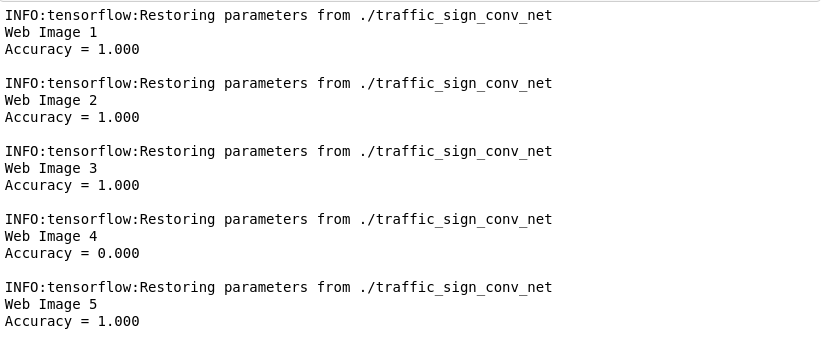 INFO:tensorflow:Restoring parameters from ./traffic_sign_conv_net
Web Image 1
Accuracy = 1.000
INFO:tensorflow:Restoring parameters from ./traffic_sign_conv_net
Web Image 2
Accuracy = 1.000
INFO:tensorflow:Restoring parameters from ./traffic_sign_conv_net
Web Image 3
Accuracy = 1.000
INFO:tensorflow:Restoring parameters from ./traffic_sign_conv_net
Web Image 4
Accuracy = 0.000
INFO:tensorflow:Restoring parameters from ./traffic_sign_conv_net
Web Image 5
Accuracy = 1.000